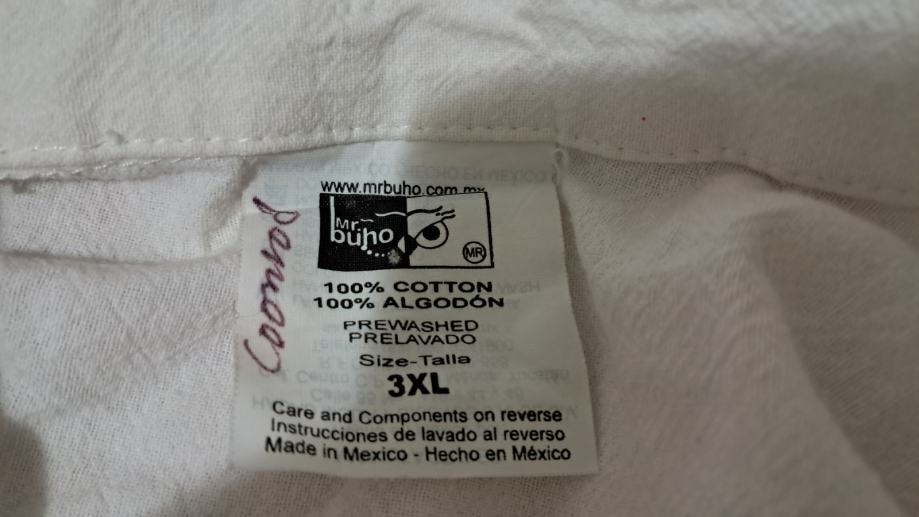 www.mrbuho.com.mx
Mr
búho
MR
100% COTTON
100% ALGODÓN
PREWASHED
PRELAVADO
Size-Talla
3XL
Care and Components on reverse
Instrucciones de lavado al reverso
Made in Mexico - Hecho en México